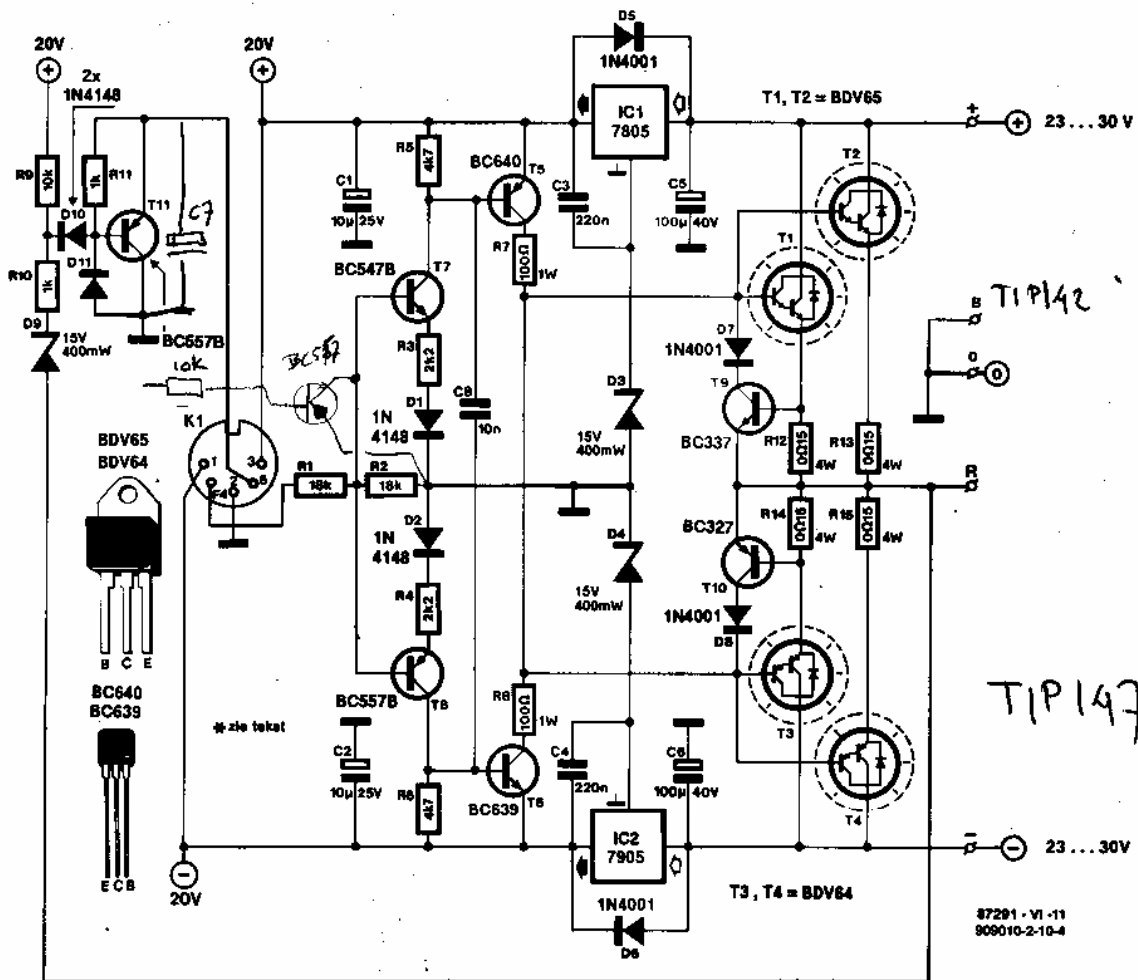 20V
20V
2x
1N4148
D5
1N4001
IC1
7805
T1, T2 = BDV65
+
+
+
+
23...30 V
R9
10k
R11
1k
T11
C7
D10
D11
R10
1k
BC557B
D9
15V
400mW
10k
K1
1
3
2
5
BDV65
BDV64
B C E
BC640
BC639
E C B
C1
10µ 25V
R5
4k7
BC640
T5
C3
220n
C5
100µ 40V
R7
100Ω
1W
T2
T1
BC547B
T7
R3
2k2
D1
1N
4148
C8
10n
D7
1N4001
T9
BC337
D3
15V
400mW
B
TIP142
0
0
R12
0Ω15
4W
R13
0Ω15
4W
R1
18k
R2
18k
R
R14
0Ω15
4W
R15
0Ω15
4W
D2
1N
4148
D4
15V
400mW
BC327
T10
1N4001
D8
R4
2k2
BC557B
T8
R8
100Ω
1W
T3
T4
TIP147
* zie tekst
C2
10µ 25V
R6
4k7
BC639
T6
C4
220n
C6
100µ 40V
IC2
7905
−
20V
−
−
23...30V
1N4001
D6
T3, T4 = BDV64
87291 - VI - 11
909010-2-10-4